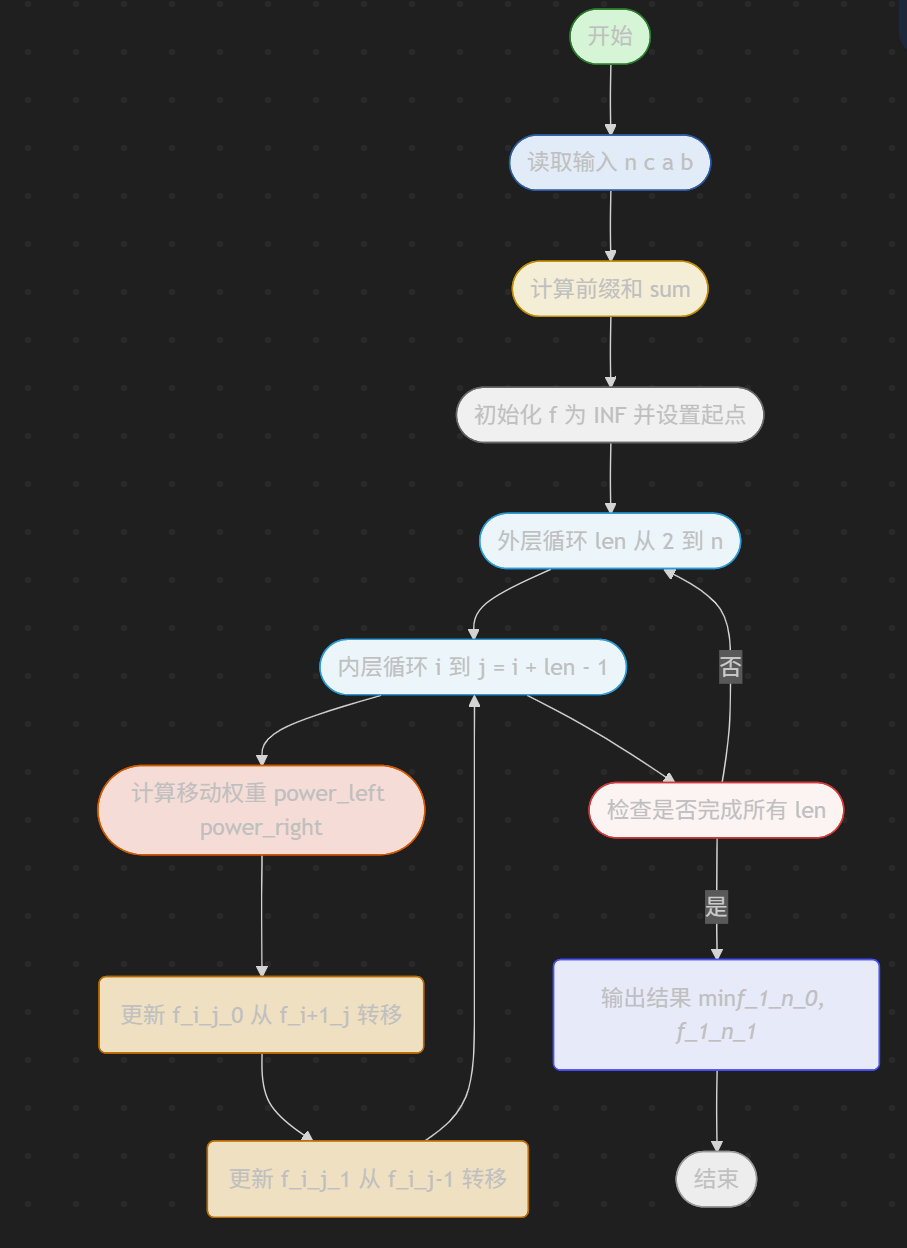 开始
读取输入 n c a b
计算前缀和 sum
初始化 f 为 INF 并设置起点
外层循环 len 从 2 到 n
内层循环 i 到 j = i + len - 1
否
计算移动权重 power_left
power_right
检查是否完成所有 len
是
更新 f_i_j_0 从 f_i+1_j 转移
输出结果 minf_1_n_0,
f_1_n_1
更新 f_i_j_1 从 f_i_j-1 转移
结束